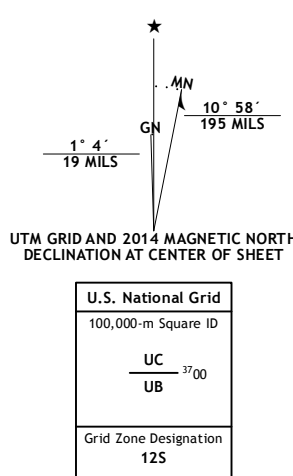 MN
GN
10° 58´
195 MILS
1° 4´
19 MILS
UTM GRID AND 2014 MAGNETIC NORTH
DECLINATION AT CENTER OF SHEET
U.S. National Grid
100,000-m Square ID
UC
3700
UB
Grid Zone Designation
12S